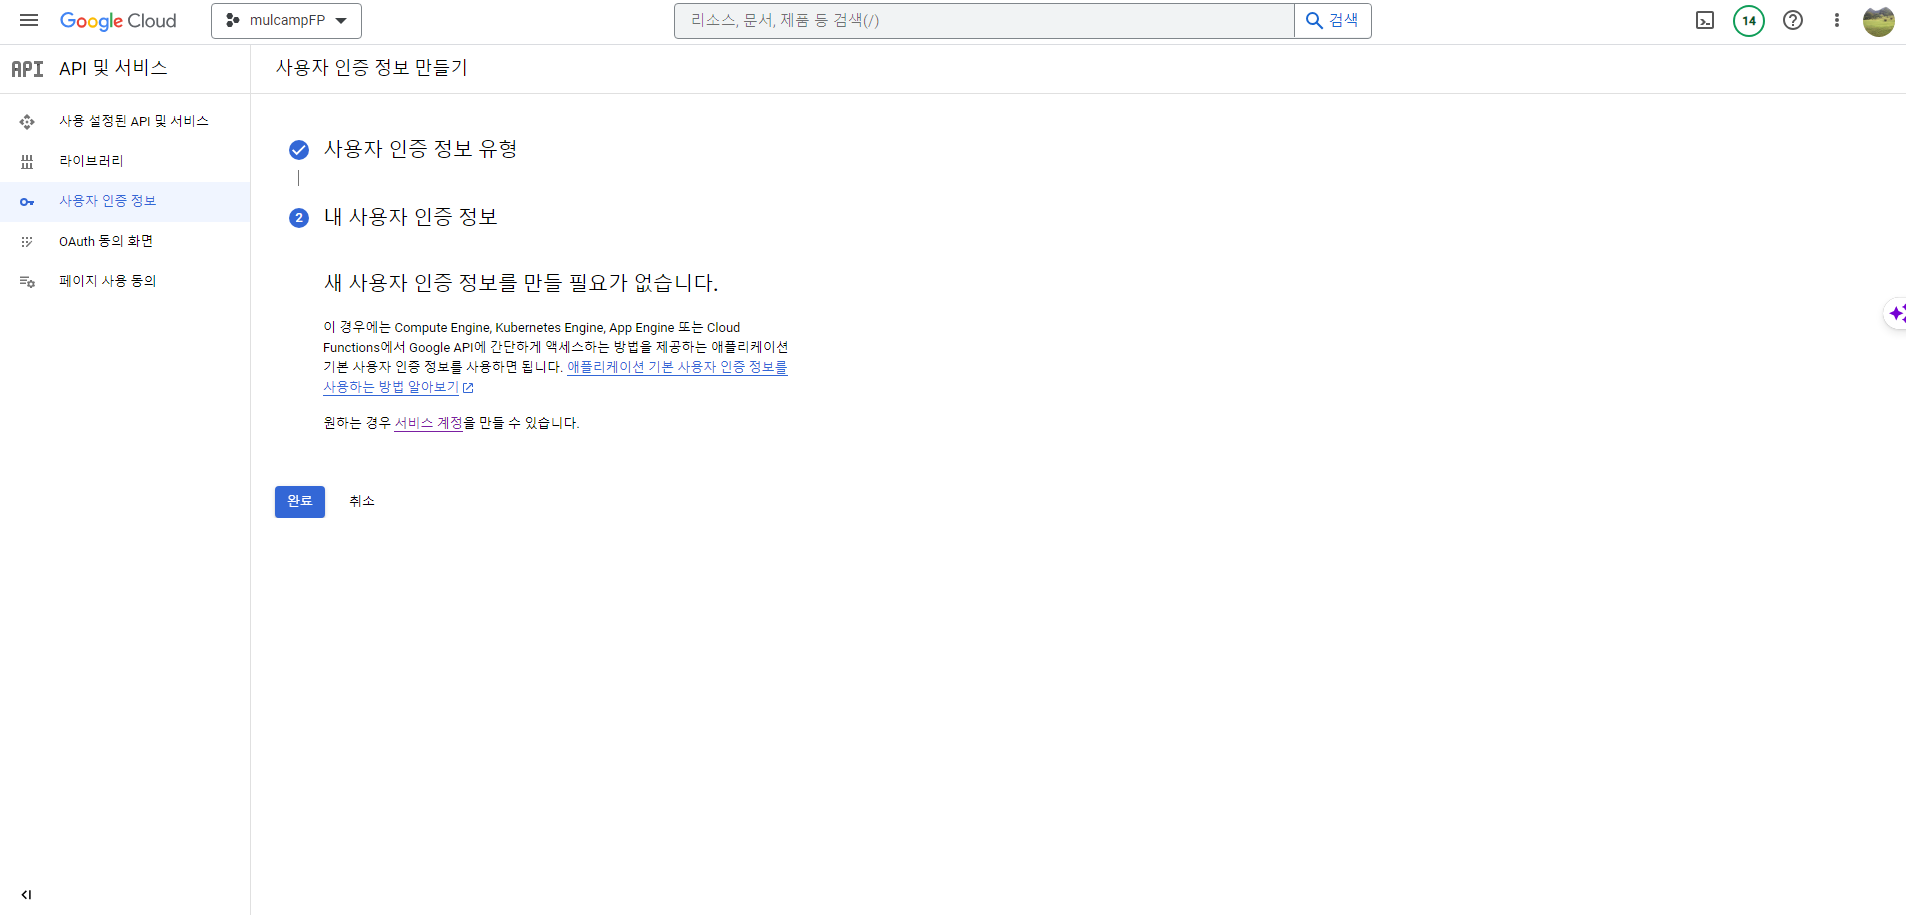 Google Cloud
mulcampFP
리소스, 문서, 제품 등 검색(/)
검색
14
API API 및 서비스
사용 설정된 API 및 서비스
라이브러리
사용자 인증 정보
OAuth 동의 화면
페이지 사용 동의
사용자 인증 정보 만들기
사용자 인증 정보 유형
2 내 사용자 인증 정보
새 사용자 인증 정보를 만들 필요가 없습니다.
이 경우에는 Compute Engine, Kubernetes Engine, App Engine 또는 Cloud
Functions에서 Google API에 간단하게 액세스하는 방법을 제공하는 애플리케이션
기본 사용자 인증 정보를 사용하면 됩니다. 애플리케이션 기본 사용자 인증 정보를
사용하는 방법 알아보기
원하는 경우 서비스 계정을 만들 수 있습니다.
완료
취소